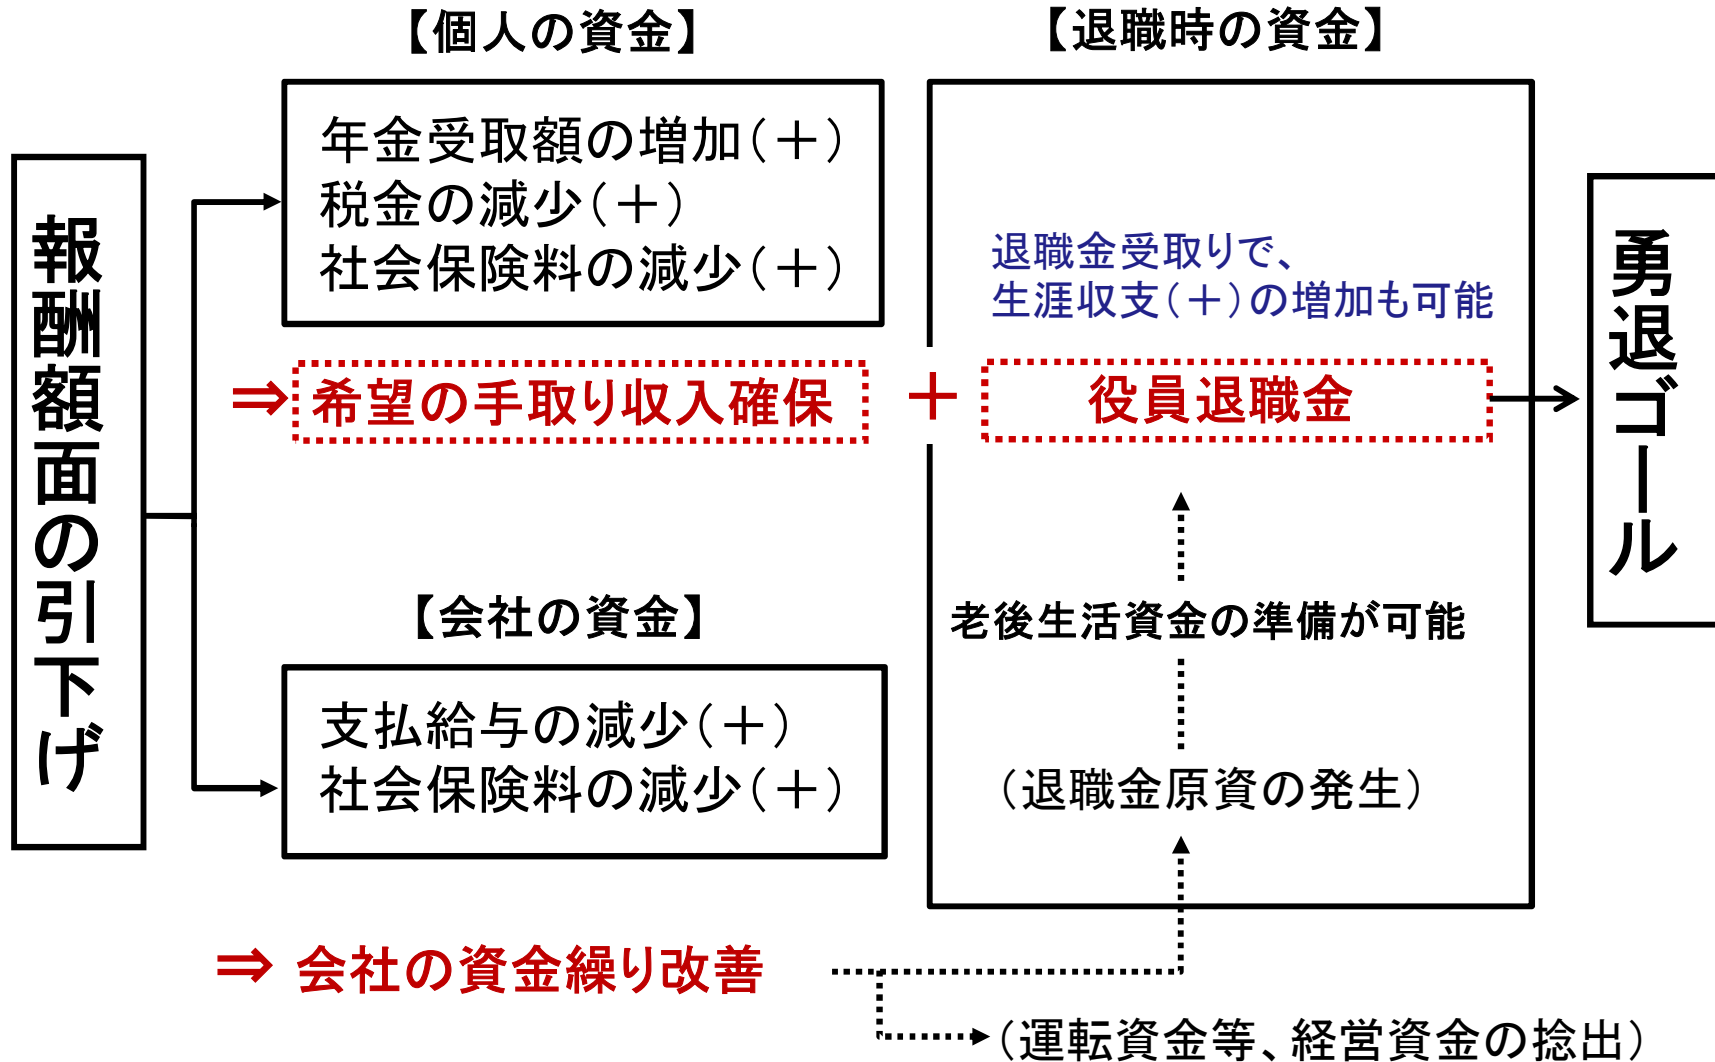 【個人の資金】
【退職時の資金】
報酬額面の引下げ
年金受取額の増加(＋)
税金の減少(＋)
社会保険料の減少(＋)
⇒ 希望の手取り収入確保
＋
退職金受取りで、
生涯収支(＋)の増加も可能
役員退職金
勇退ゴール
【会社の資金】
支払給与の減少(＋)
社会保険料の減少(＋)
老後生活資金の準備が可能
(退職金原資の発生)
⇒ 会社の資金繰り改善
(運転資金等、経営資金の捻出)